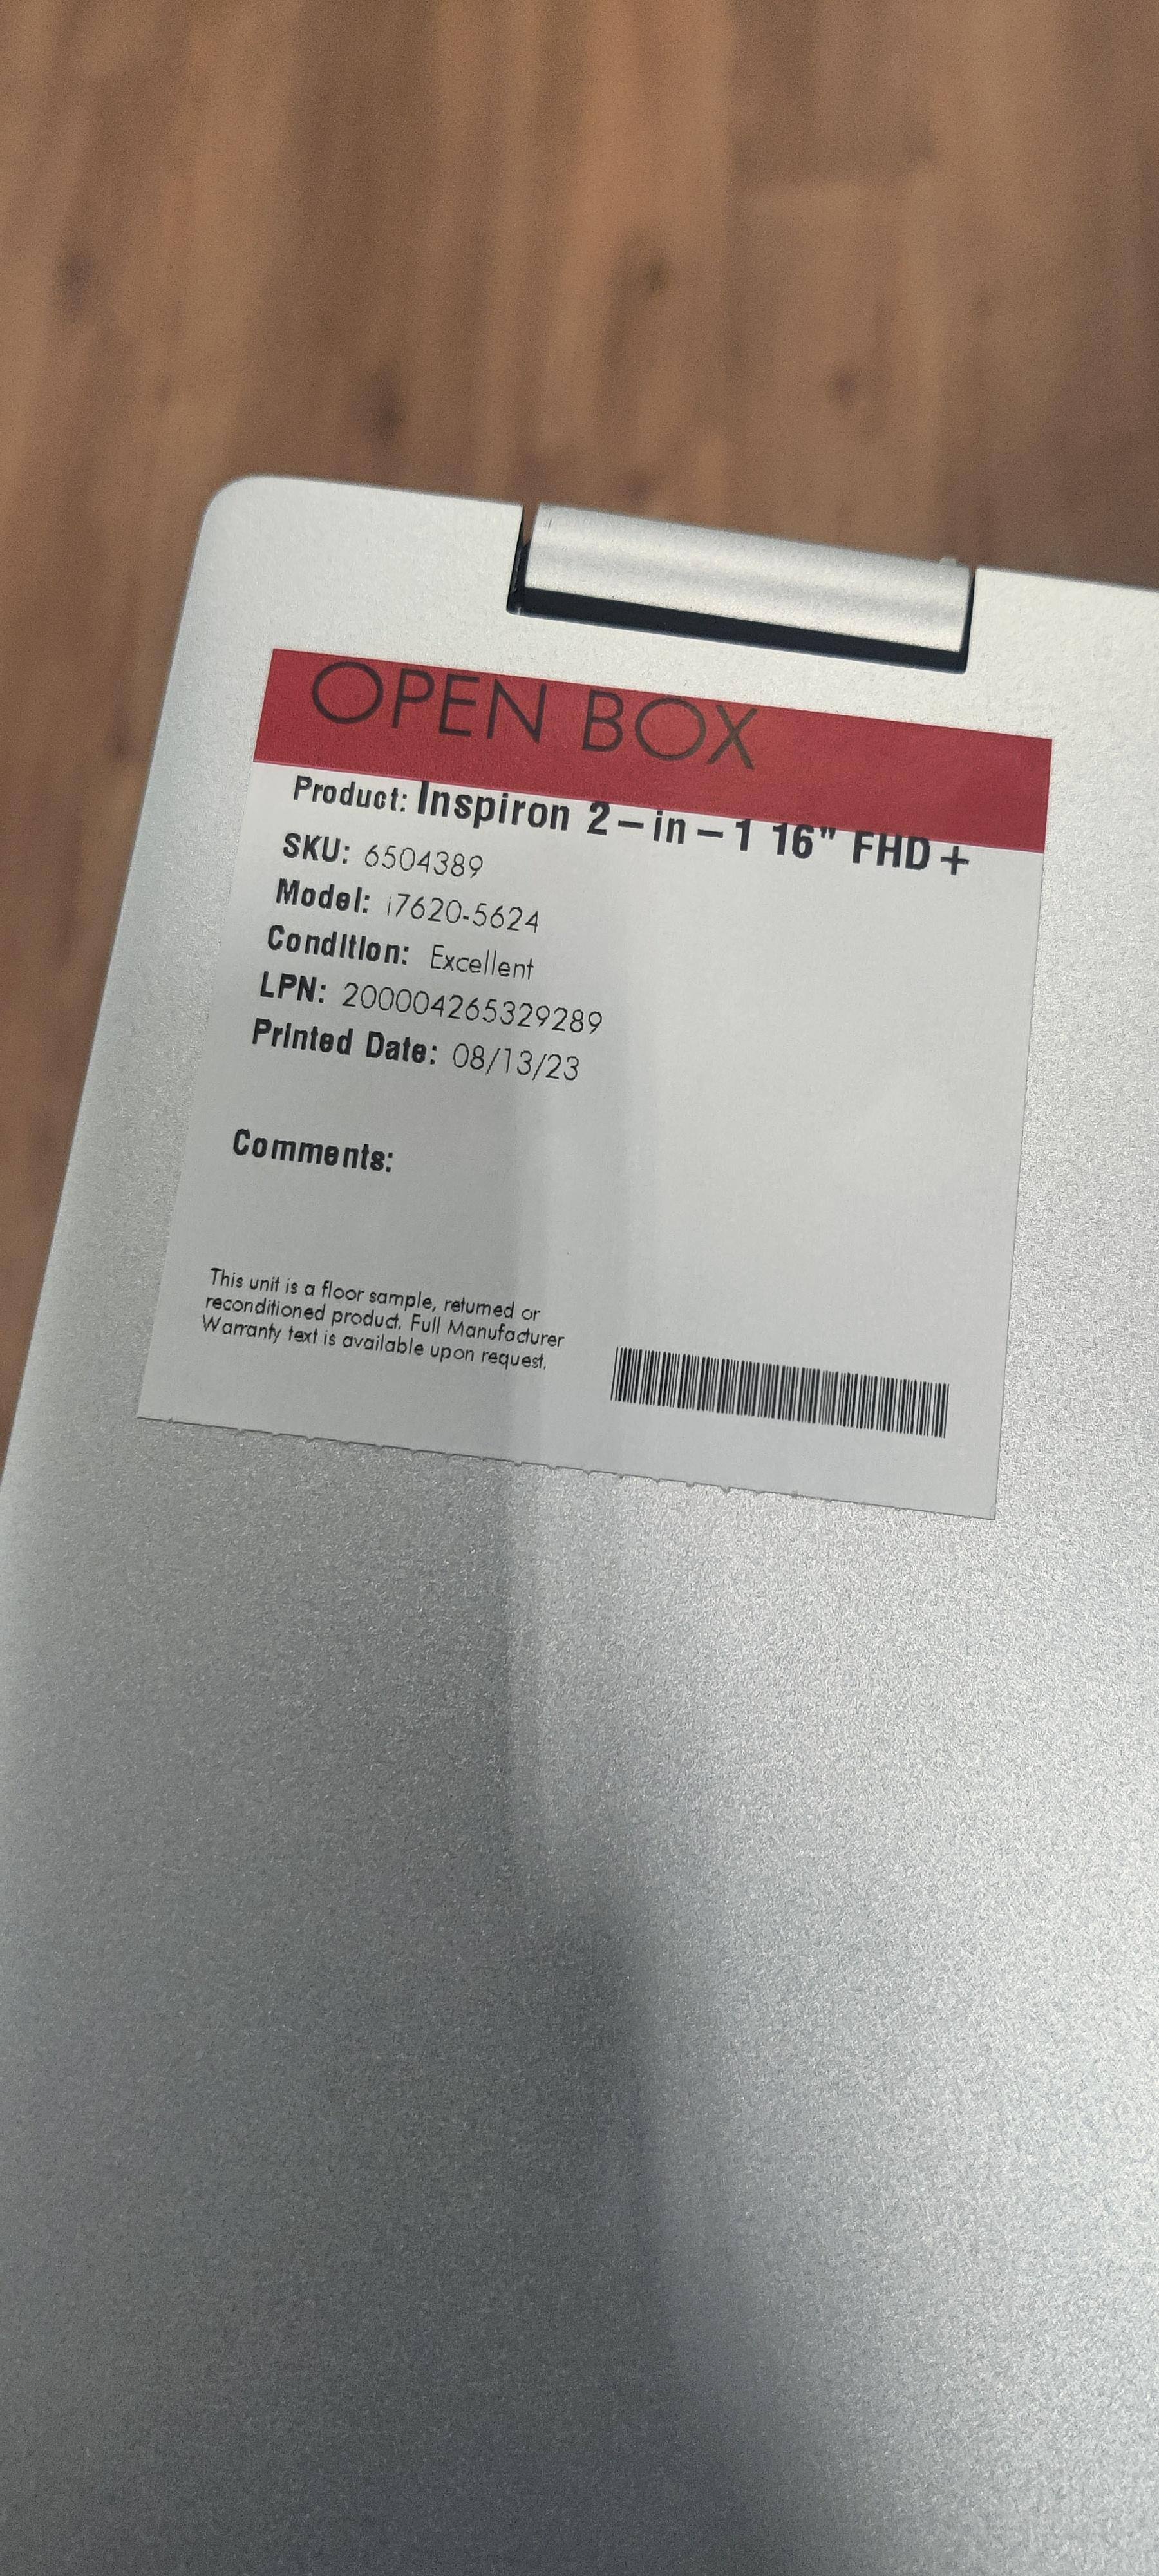 OPEN BOX
Product: Inspiron 2-in-1 16" FHD+
SKU: 6504389
Model: i7620-5624
Condition: Excellent
LPN: 200004265329289
Printed Date: 08/13/23
Comments:
This unit is a floor sample, returned or
reconditioned product. Full Manufacturer
Warranty text is available upon request.